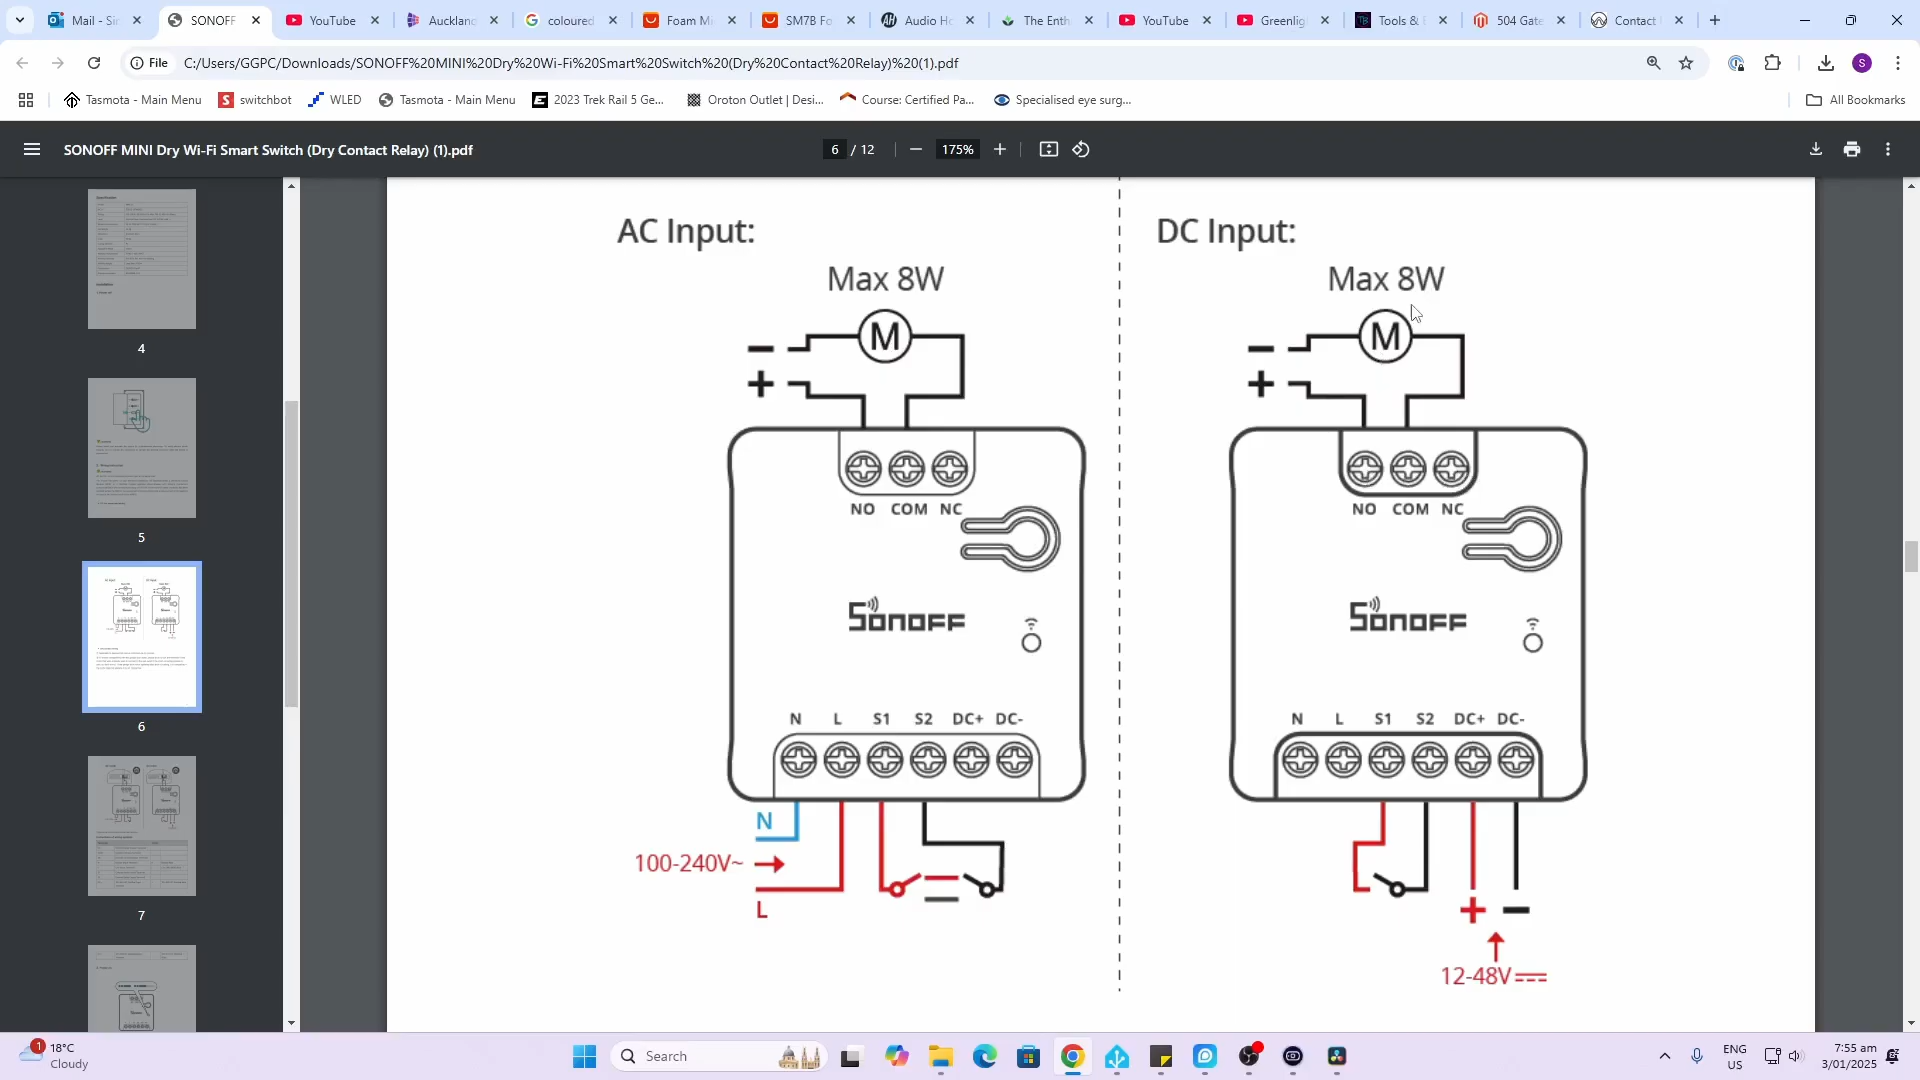 Mail - Sin
SONOFF
YouTube
Auckland
coloured
Foam Mi
SM7B Fo
Audio Ho
The Enth
YouTube
Greenlig
Tools &
504 Gate
Contact
File
C:/Users/GGPC/Downloads/SONOFF%20MINI%20Dry%20Wi-Fi%20Smart%20Switch%20(Dry%20Contact%20Relay)%20(1).pdf
S
Tasmota - Main Menu
switchbot
WLED
Tasmota - Main Menu
2023 Trek Rail 5 Ge...
Oroton Outlet | Desi...
Course: Certified Pa...
Specialised eye surg...
All Bookmarks
SONOFF MINI Dry Wi-Fi Smart Switch (Dry Contact Relay) (1).pdf
6 / 12
175%
4
5
6
7
AC Input:
Max 8W
M
NO COM NC
SONOFF
N L S1 S2 DC+ DC-
N
100-240V~
L
DC Input:
Max 8W
M
NO COM NC
SONOFF
N L S1 S2 DC+ DC-
12-48V
1
18°C
Cloudy
Search
ENG
US
7:55 am
3/01/2025